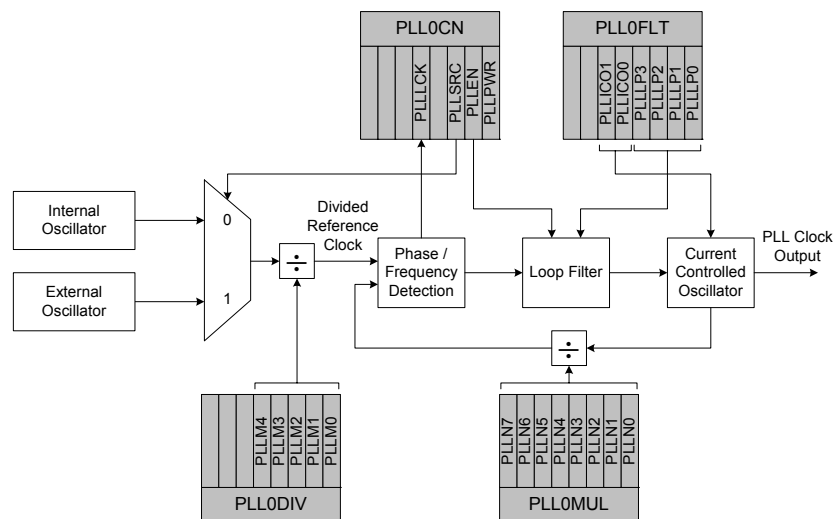 PLL0CN
PLLLCK
PLLSRC
PLLEN
PLLPWR
PLL0FLT
PLLICO1
PLLICO0
PLLLP3
PLLLP2
PLLLP1
PLLLP0
Internal
Oscillator
External
Oscillator
0
1
÷
Divided
Reference
Clock
Phase /
Frequency
Detection
Loop Filter
Current
Controlled
Oscillator
PLL Clock
Output
÷
PLLM4
PLLM3
PLLM2
PLLM1
PLLM0
PLL0DIV
PLLN7
PLLN6
PLLN5
PLLN4
PLLN3
PLLN2
PLLN1
PLLN0
PLL0MUL